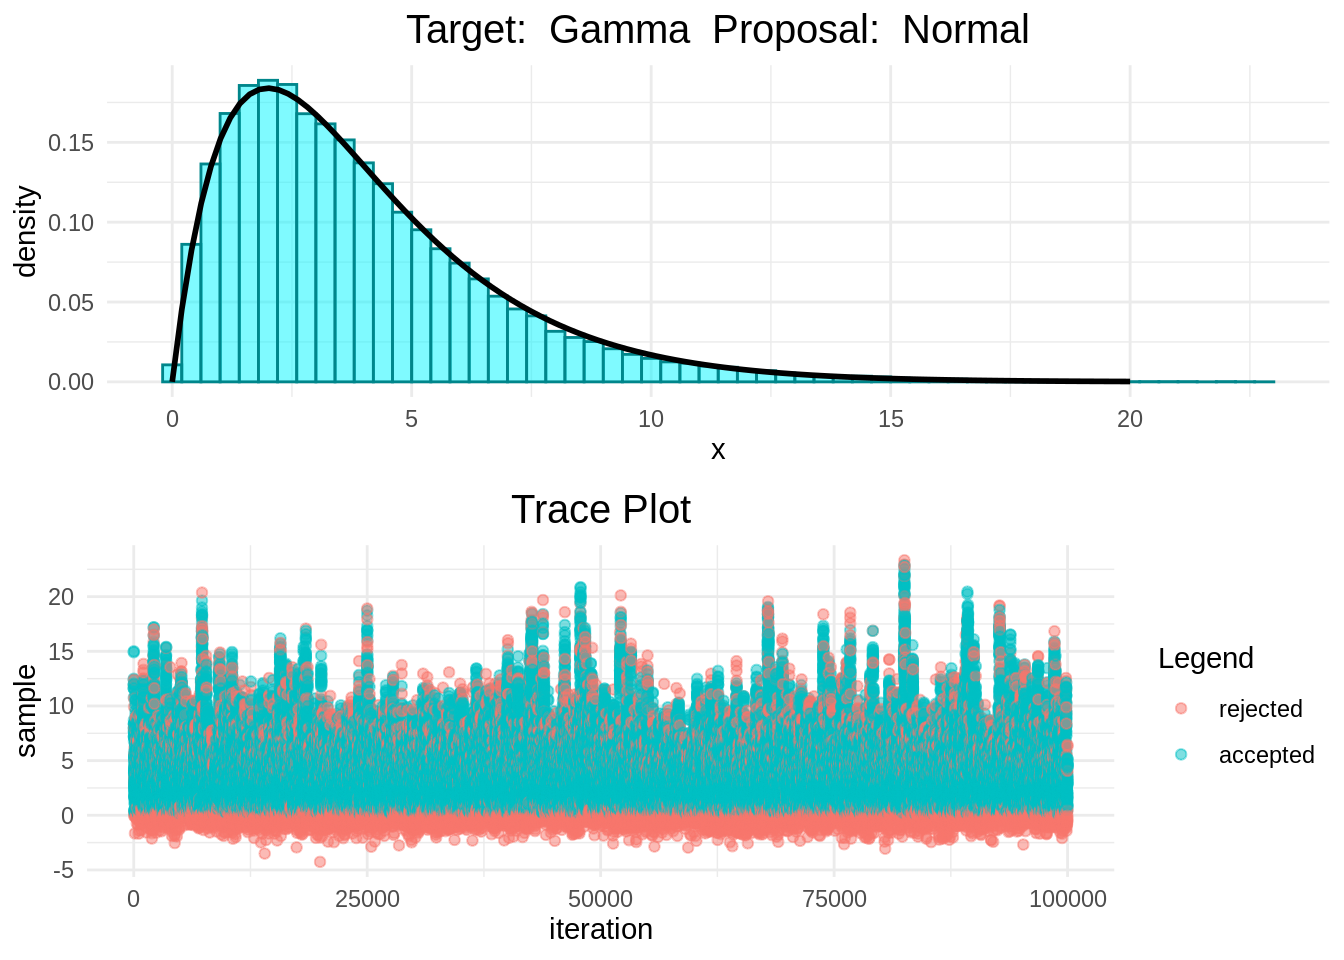 Target:  Gamma  Proposal:  Normal
0.15
0.10
0.05
0.00
density
0 5 10 15 20
x
Trace Plot
20
15
10
5
0
-5
sample
0 25000 50000 75000 100000
iteration
Legend
rejected
accepted